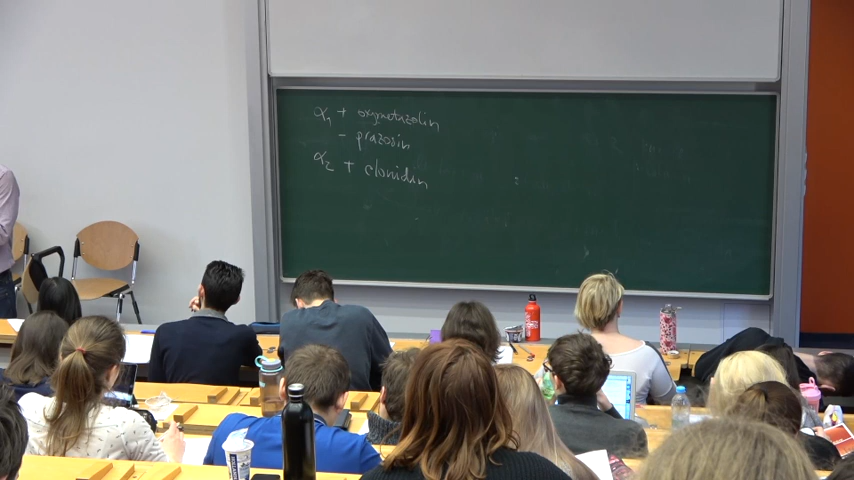 α₁ + oxymetazolin
- prazosin
α₂ + clonidin